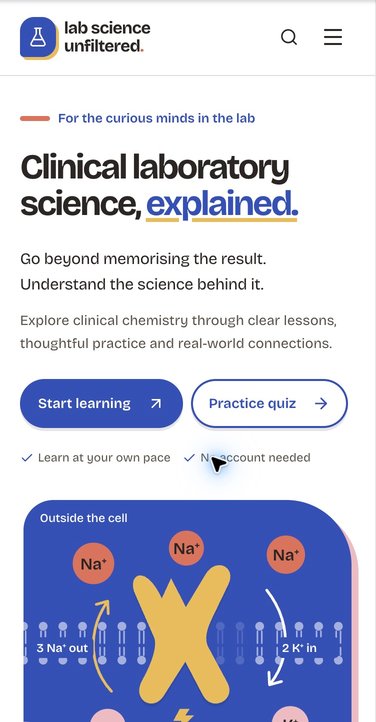 lab science
unfiltered.
For the curious minds in the lab
Clinical laboratory
science, explained.
Go beyond memorising the result.
Understand the science behind it.
Explore clinical chemistry through clear lessons,
thoughtful practice and real-world connections.
Start learning
Practice quiz
Learn at your own pace
No account needed
Outside the cell
Na⁺
Na⁺
Na⁺
3 Na⁺ out
2 K⁺ in